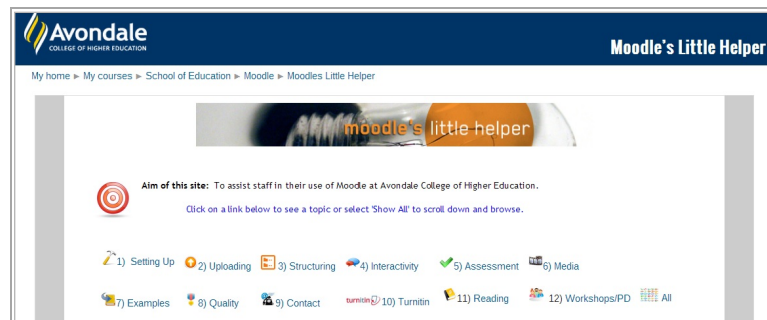 Avondale
COLLEGE OF HIGHER EDUCATION
Moodle's Little Helper
My home ► My courses ► School of Education ► Moodle ► Moodles Little Helper
moodle's little helper
Aim of this site: To assist staff in their use of Moodle at Avondale College of Higher Education.
Click on a link below to see a topic or select 'Show All' to scroll down and browse.
1) Setting Up 2) Uploading 3) Structuring 4) Interactivity 5) Assessment 6) Media
7) Examples 8) Quality 9) Contact turnitin 10) Turnitin 11) Reading 12) Workshops/PD All